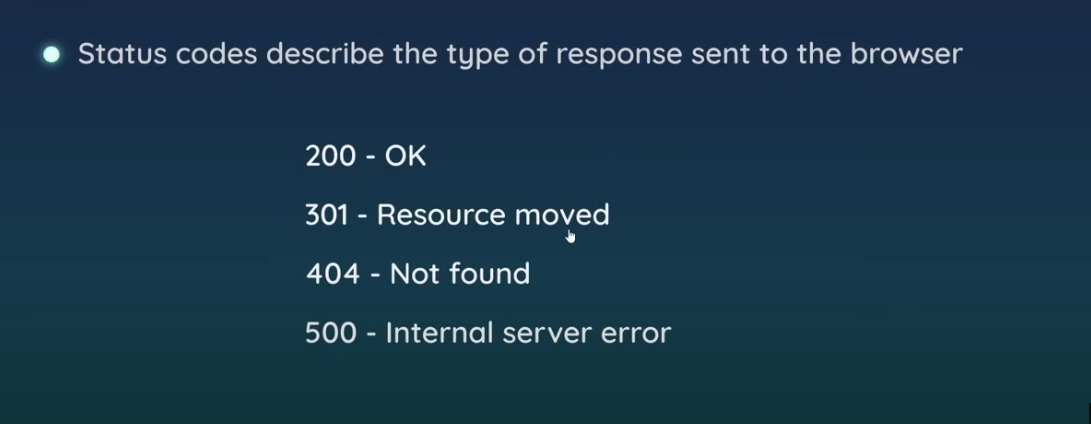 Status codes describe the type of response sent to the browser
200 - OK
301 - Resource moved
404 - Not found
500 - Internal server error